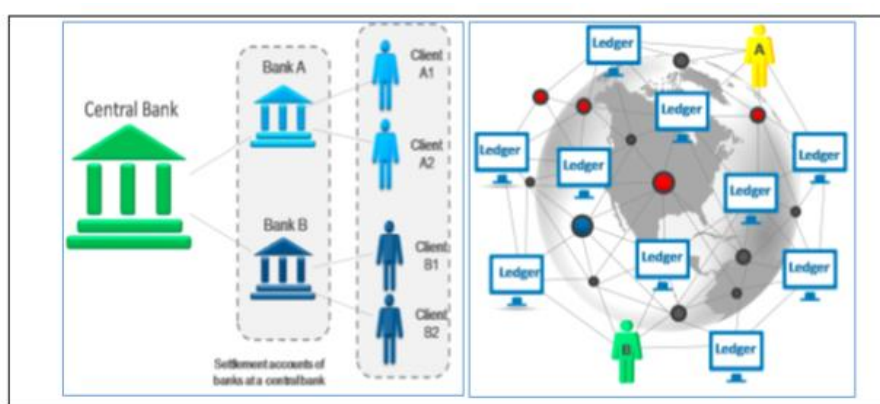 Central Bank
Bank A
Bank B
Client
A1
Client
A2
Client
B1
Client
B2
Settlement accounts of
banks at a central bank
Ledger
A
Ledger
Ledger
Ledger
Ledger
Ledger
Ledger
Ledger
Ledger
B
Ledger